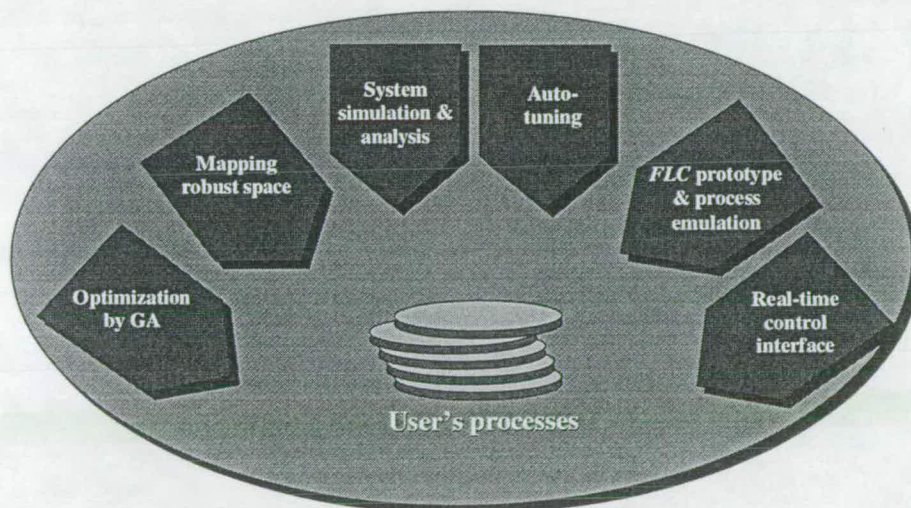 System
simulation &
analysis
Auto-
tuning
Mapping
robust space
FLC prototype
& process
emulation
Optimization
by GA
Real-time
control
interface
User's processes